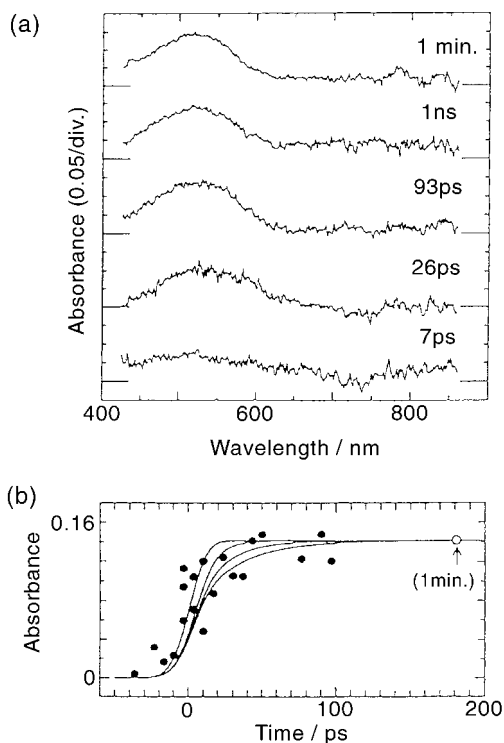 (a)
1 min.
1ns
93ps
26ps
7ps
Absorbance (0.05/div.)
400 600 800
Wavelength / nm
(b)
0.16
0
Absorbance
(1min.)
0 100 200
Time / ps